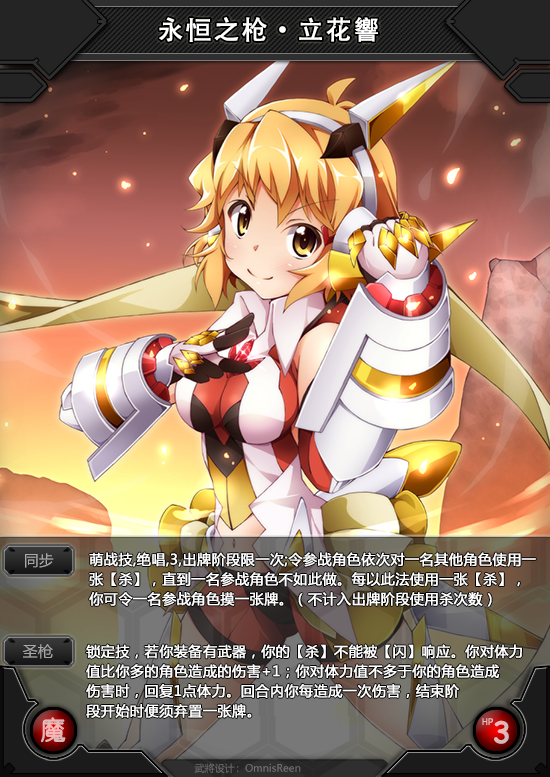 永恒之枪·立花響
同步
萌战技,绝唱,3,出牌阶段限一次;令参战角色依次对一名其他角色使用一
张【杀】，直到一名参战角色不如此做。每以此法使用一张【杀】，
你可令一名参战角色摸一张牌。（不计入出牌阶段使用杀次数）
圣枪
锁定技，若你装备有武器，你的【杀】不能被【闪】响应。你对体力
值比你多的角色造成的伤害+1；你对体力值不多于你的角色造成
伤害时，回复1点体力。回合内你每造成一次伤害，结束阶
段开始时便须弃置一张牌。
魔
HP
3
武將设计：OmnisReen